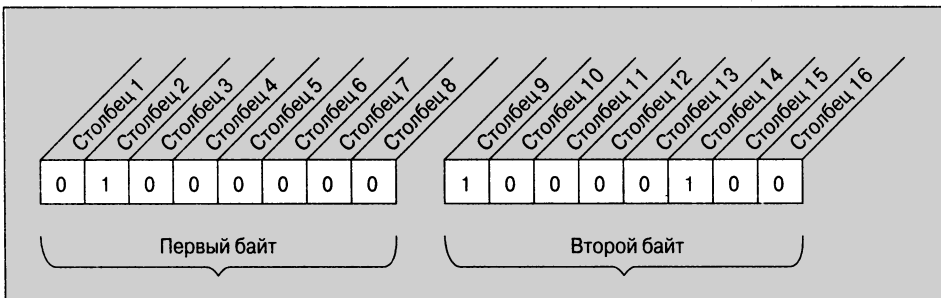 Столбец 1
Столбец 2
Столбец 3
Столбец 4
Столбец 5
Столбец 6
Столбец 7
Столбец 8
Столбец 9
Столбец 10
Столбец 11
Столбец 12
Столбец 13
Столбец 14
Столбец 15
Столбец 16
0 1 0 0 0 0 0 0 1 0 0 0 0 1 0 0
Первый байт Второй байт